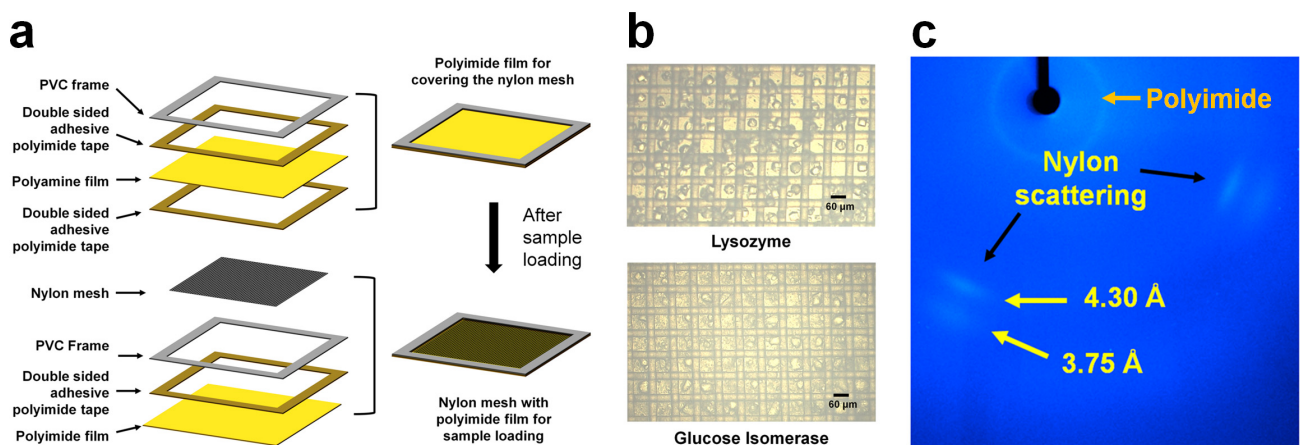 a
PVC frame
Double sided
adhesive
polyimide tape
Polyamine film
Double sided
adhesive
polyimide tape
Polyimide film for
covering the nylon mesh
After
sample
loading
Nylon mesh
PVC Frame
Double sided
adhesive
polyimide tape
Polyimide film
Nylon mesh with
polyimide film for
sample loading
b
60 µm
Lysozyme
60 µm
Glucose Isomerase
c
Polyimide
Nylon
scattering
4.30 Å
3.75 Å